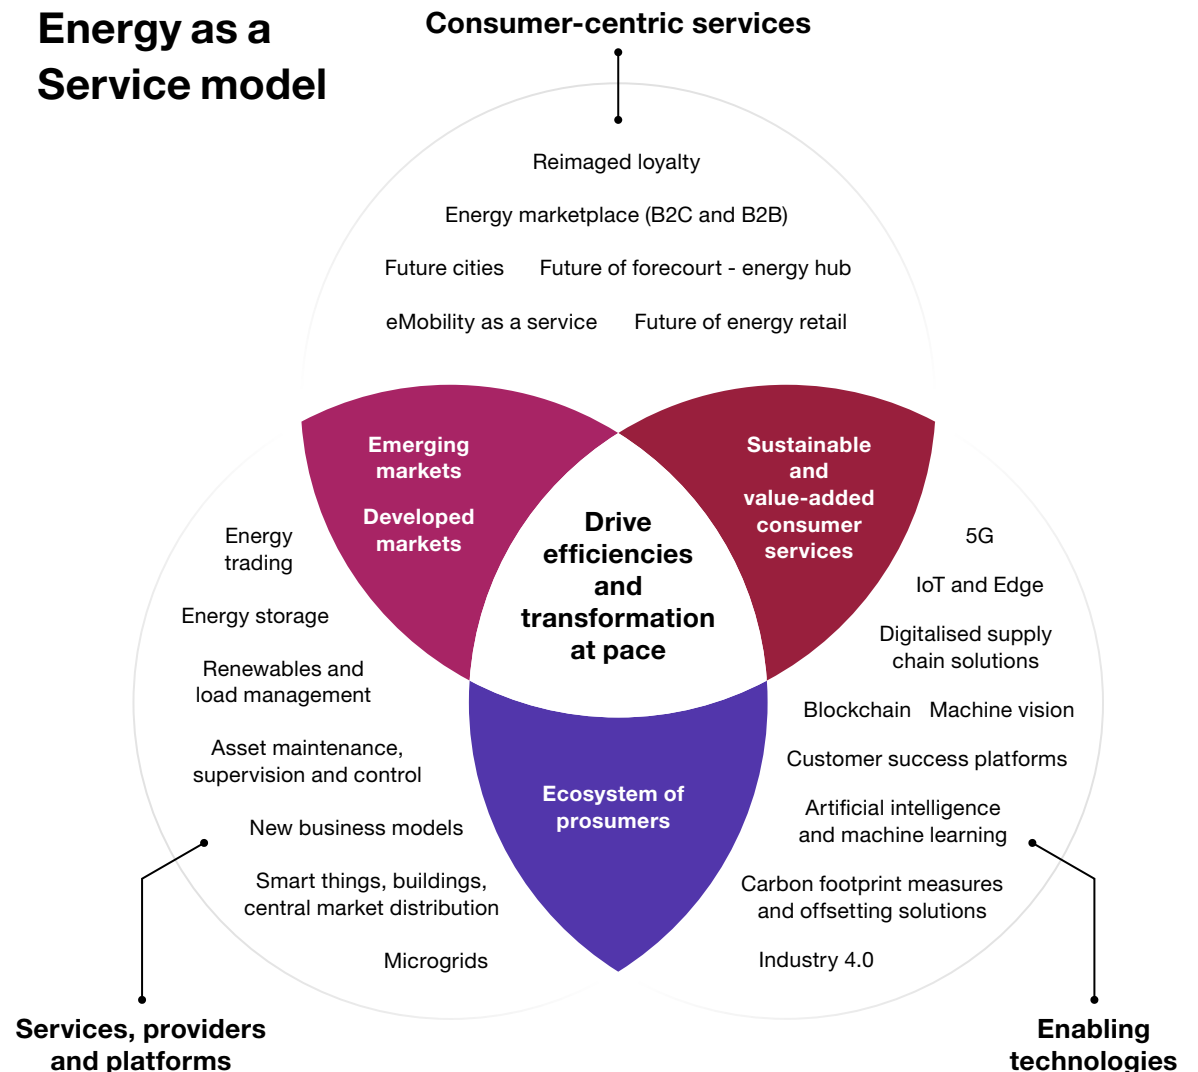 Energy as a
Service model
Consumer-centric services
Reimaged loyalty
Energy marketplace (B2C and B2B)
Future cities
Future of forecourt - energy hub
eMobility as a service
Future of energy retail
Emerging
markets
Developed
markets
Sustainable
and
value-added
consumer
services
Drive
efficiencies
and
transformation
at pace
Ecosystem of
prosumers
Energy
trading
Energy storage
Renewables and
load management
Asset maintenance,
supervision and control
New business models
Smart things, buildings,
central market distribution
Microgrids
5G
IoT and Edge
Digitalised supply
chain solutions
Blockchain
Machine vision
Customer success platforms
Artificial intelligence
and machine learning
Carbon footprint measures
and offsetting solutions
Industry 4.0
Services, providers
and platforms
Enabling
technologies